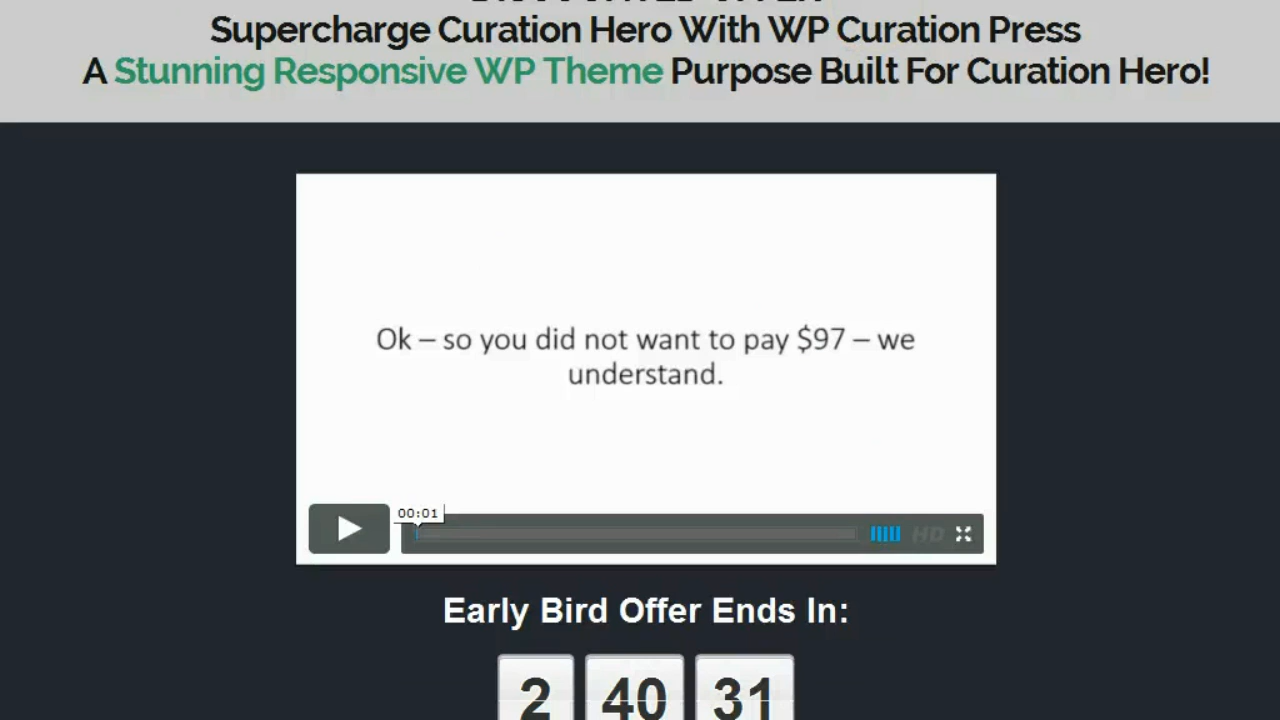 Supercharge Curation Hero With WP Curation Press
A Stunning Responsive WP Theme Purpose Built For Curation Hero!
Ok – so you did not want to pay $97 – we
understand.
00:01
HD
Early Bird Offer Ends In:
2 40 31